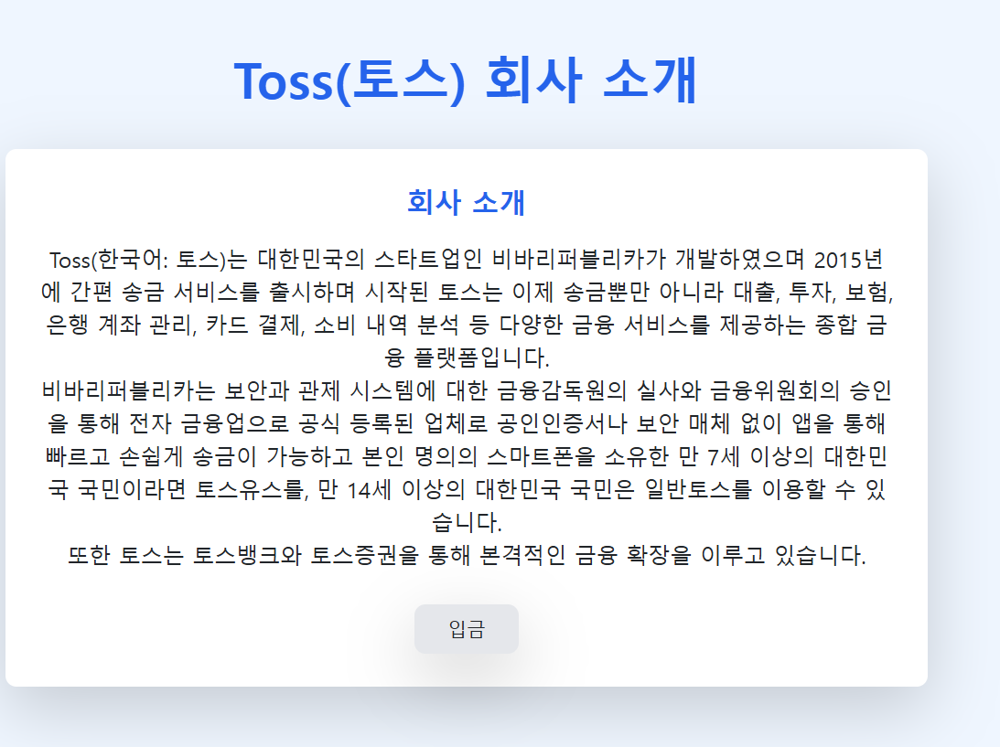 Toss(토스) 회사 소개
회사 소개
Toss(한국어: 토스)는 대한민국의 스타트업인 비바리퍼블리카가 개발하였으며 2015년
에 간편 송금 서비스를 출시하며 시작된 토스는 이제 송금뿐만 아니라 대출, 투자, 보험,
은행 계좌 관리, 카드 결제, 소비 내역 분석 등 다양한 금융 서비스를 제공하는 종합 금
융 플랫폼입니다.
비바리퍼블리카는 보안과 관제 시스템에 대한 금융감독원의 실사와 금융위원회의 승인
을 통해 전자 금융업으로 공식 등록된 업체로 공인인증서나 보안 매체 없이 앱을 통해
빠르고 손쉽게 송금이 가능하고 본인 명의의 스마트폰을 소유한 만 7세 이상의 대한민
국 국민이라면 토스유스를, 만 14세 이상의 대한민국 국민은 일반토스를 이용할 수 있
습니다.
또한 토스는 토스뱅크와 토스증권을 통해 본격적인 금융 확장을 이루고 있습니다.
입금